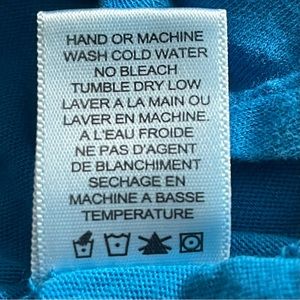 HAND OR MACHINE
WASH COLD WATER
NO BLEACH
TUMBLE DRY LOW
LAVER A LA MAIN OU
LAVER EN MACHINE.
A L'EAU FROIDE
NE PAS D'AGENT
DE BLANCHIMENT
SECHAGE EN
MACHINE A BASSE
TEMPERATURE